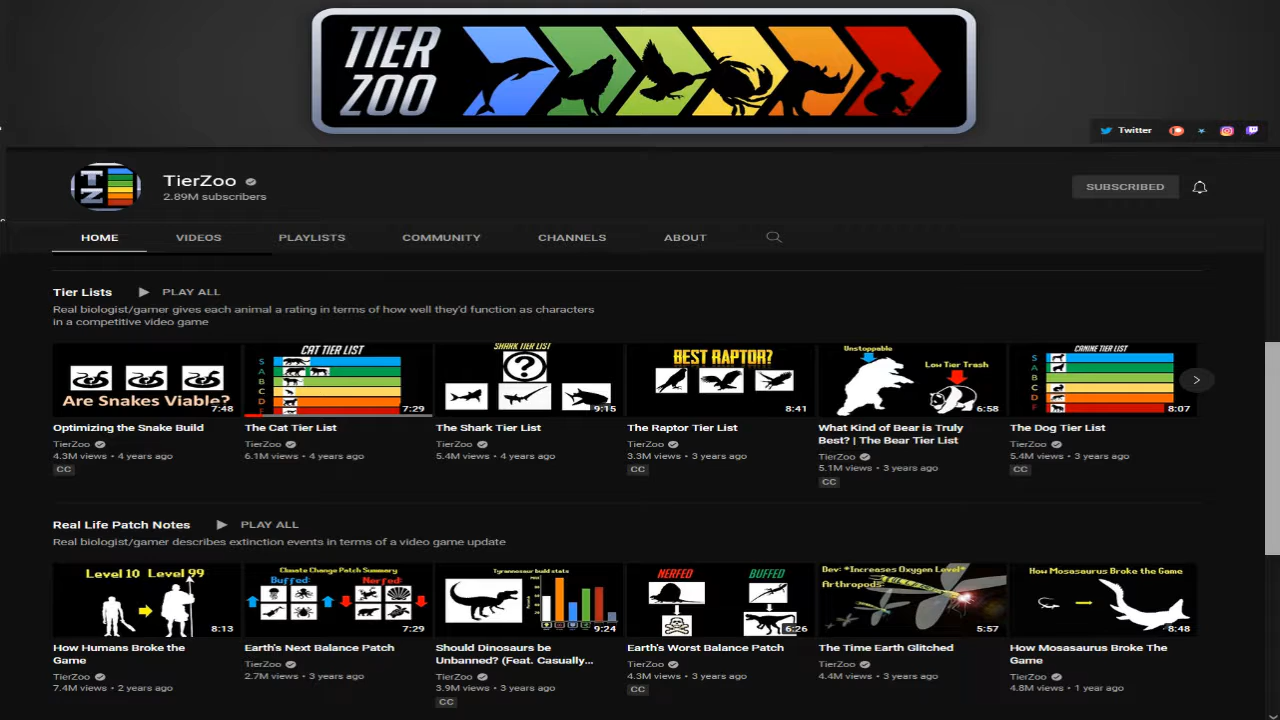 TIER
ZOO
Twitter
TZ
TierZoo
2.89M subscribers
SUBSCRIBED
HOME VIDEOS PLAYLISTS COMMUNITY CHANNELS ABOUT
Tier Lists PLAY ALL
Real biologist/gamer gives each animal a rating in terms of how well they'd function as characters
in a competitive video game
Are Snakes Viable?
7:48
CAT TIER LIST
S
A
B
C
D
F
7:29
SHARK TIER LIST
?
9:15
BEST RAPTOR?
8:41
Unstoppable
Low Tier Trash
6:58
CANINE TIER LIST
S
A
B
C
D
F
8:07
Optimizing the Snake Build
TierZoo
4.3M views • 4 years ago
CC
The Cat Tier List
TierZoo
6.1M views • 4 years ago
The Shark Tier List
TierZoo
5.4M views • 4 years ago
The Raptor Tier List
TierZoo
3.3M views • 3 years ago
CC
What Kind of Bear is Truly
Best? | The Bear Tier List
TierZoo
5.1M views • 3 years ago
CC
The Dog Tier List
TierZoo
5.4M views • 3 years ago
CC
Real Life Patch Notes PLAY ALL
Real biologist/gamer describes extinction events in terms of a video game update
Level 10 Level 99
8:13
Climate Change Patch Summary
Buffed: Nerfed:
7:29
Tyrannosaur build stats
9:24
NERFED BUFFED
6:26
Dev: *Increases Oxygen Level*
Arthropods:
5:57
How Mosasaurus Broke the Game
8:48
How Humans Broke the
Game
TierZoo
7.4M views • 2 years ago
Earth's Next Balance Patch
TierZoo
2.7M views • 3 years ago
Should Dinosaurs be
Unbanned? (Feat. Casually...
TierZoo
3.9M views • 3 years ago
CC
Earth's Worst Balance Patch
TierZoo
4.3M views • 3 years ago
CC
The Time Earth Glitched
TierZoo
4.4M views • 3 years ago
How Mosasaurus Broke The
Game
TierZoo
4.8M views • 1 year ago